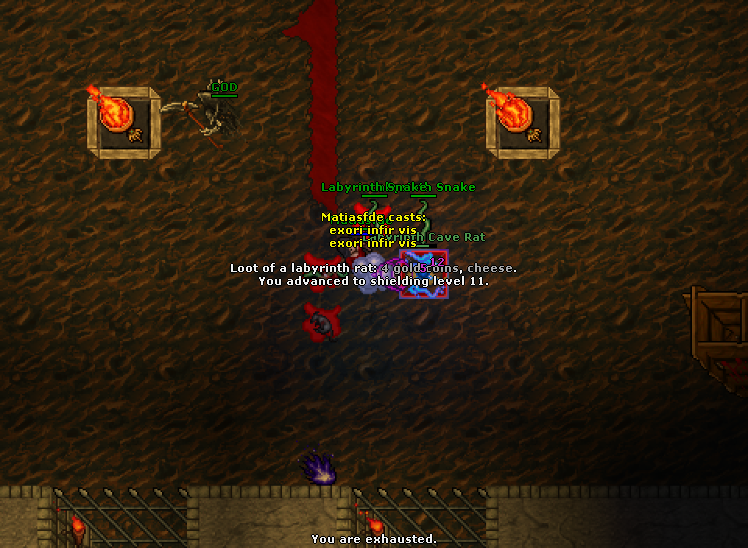 GOD
Labyrinth Snake
Snake
Matiasfde casts:
exori infir vis
exori infir vis
Cave Rat
Loot of a labyrinth rat: 4 gold coins, cheese.
You advanced to shielding level 11.
You are exhausted.